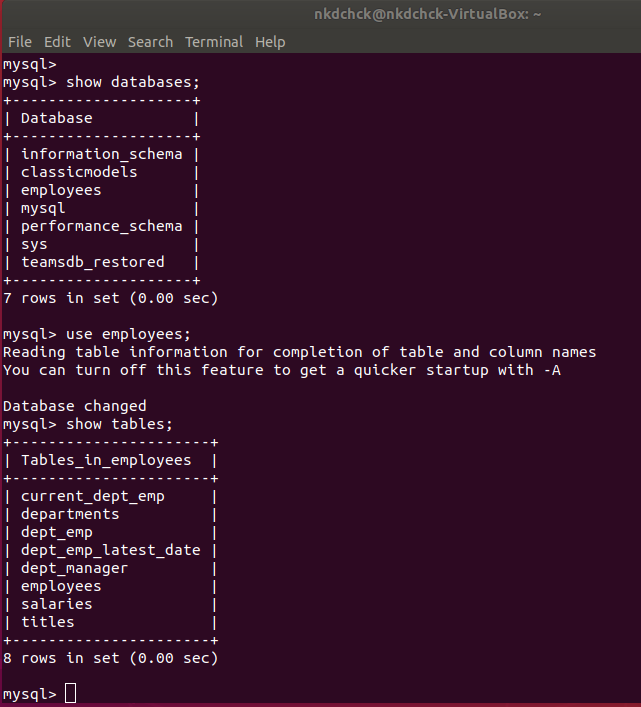 nkdchck@nkdchck-VirtualBox: ~
File Edit View Search Terminal Help
mysql>
mysql> show databases;
+--------------------+
| Database           |
+--------------------+
| information_schema |
| classicmodels      |
| employees          |
| mysql              |
| performance_schema |
| sys                |
| teamsdb_restored   |
+--------------------+
7 rows in set (0.00 sec)

mysql> use employees;
Reading table information for completion of table and column names
You can turn off this feature to get a quicker startup with -A

Database changed
mysql> show tables;
+----------------------+
| Tables_in_employees  |
+----------------------+
| current_dept_emp     |
| departments          |
| dept_emp             |
| dept_emp_latest_date |
| dept_manager         |
| employees            |
| salaries             |
| titles               |
+----------------------+
8 rows in set (0.00 sec)

mysql>